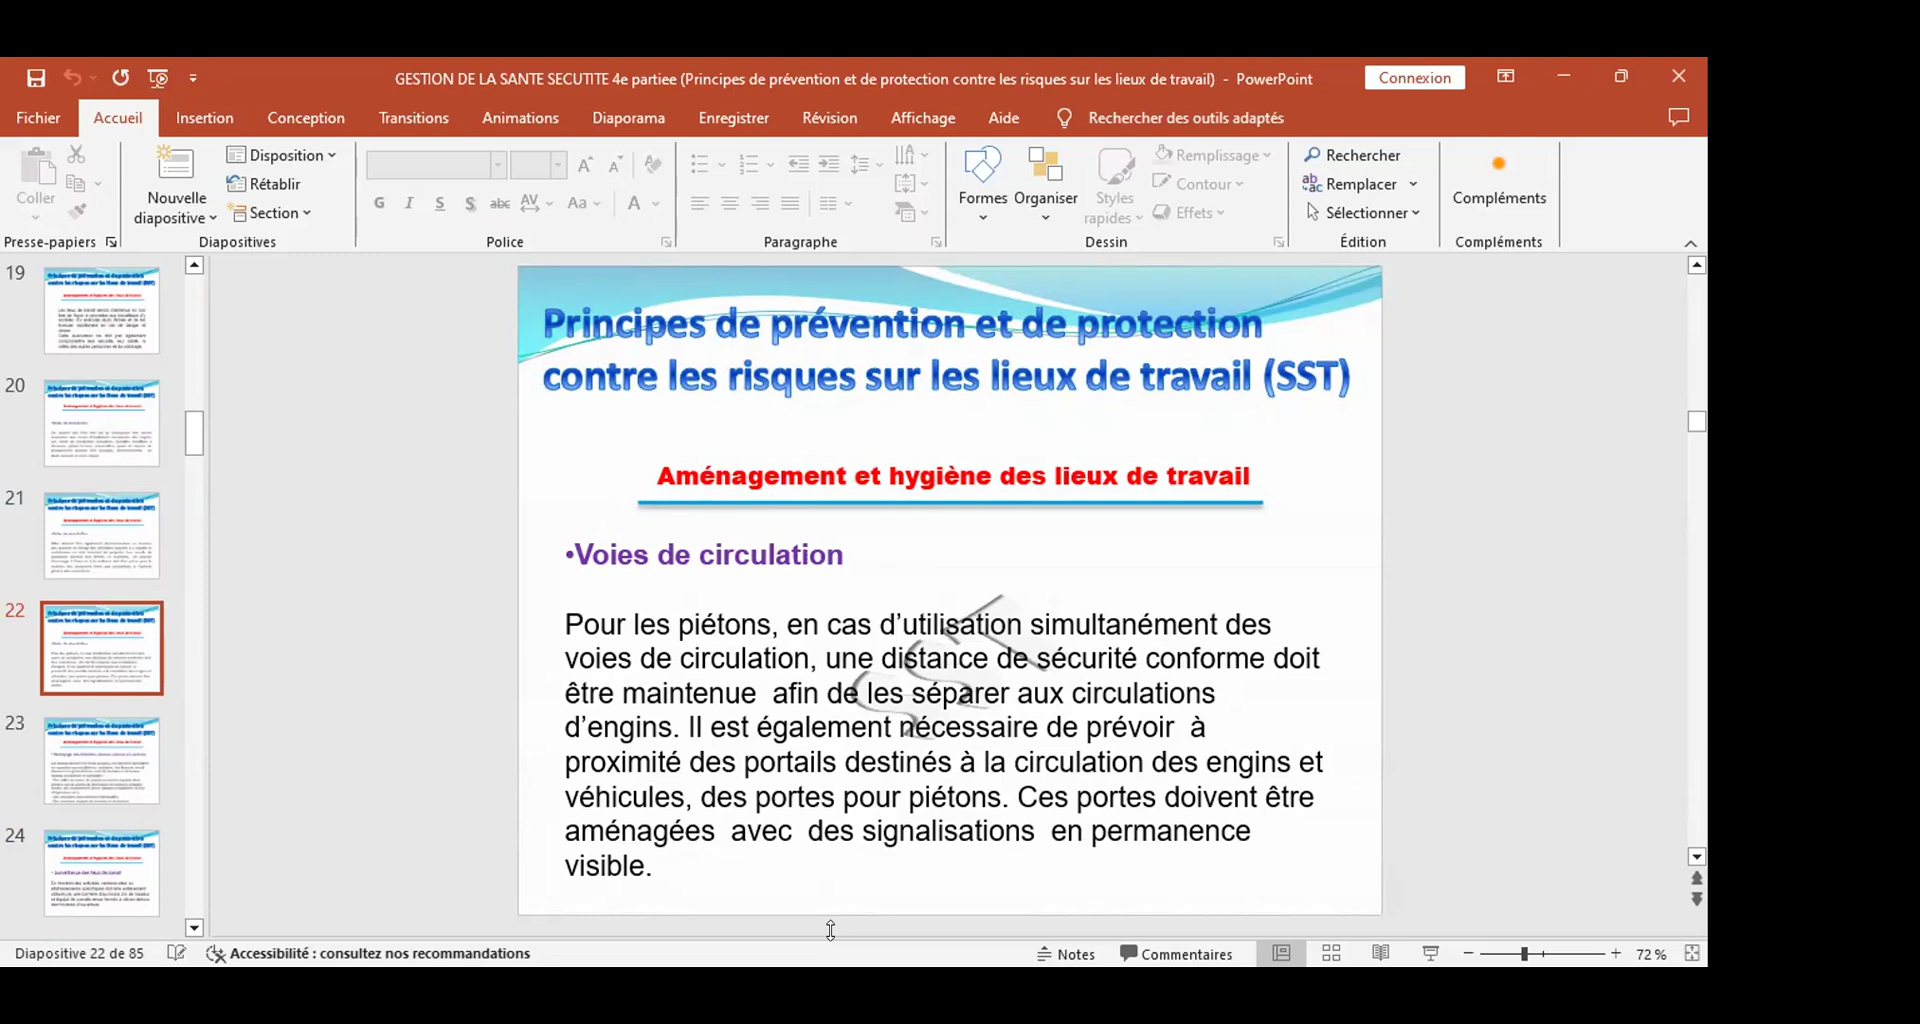 GESTION DE LA SANTE SECUTITE 4e partiee (Principes de prévention et de protection contre les risques sur les lieux de travail) - PowerPoint
Connexion
Fichier Accueil Insertion Conception Transitions Animations Diaporama Enregistrer Révision Affichage Aide Rechercher des outils adaptés
Coller
Presse-papiers
Nouvelle
diapositive
Disposition
Rétablir
Section
Diapositives
G I S S abc AV Aa A
Police
Paragraphe
Formes
Organiser
Styles
rapides
Remplissage
Contour
Effets
Dessin
Rechercher
Remplacer
Sélectionner
Édition
Compléments
Compléments
19
20
21
22
23
24
Principes de prévention et de protection
contre les risques sur les lieux de travail (SST)
Aménagement et hygiène des lieux de travail
•Voies de circulation
Pour les piétons, en cas d’utilisation simultanément des
voies de circulation, une distance de sécurité conforme doit
être maintenue afin de les séparer aux circulations
d’engins. Il est également nécessaire de prévoir à
proximité des portails destinés à la circulation des engins et
véhicules, des portes pour piétons. Ces portes doivent être
aménagées avec des signalisations en permanence
visible.
SST
Diapositive 22 de 85
Accessibilité : consultez nos recommandations
Notes
Commentaires
72 %